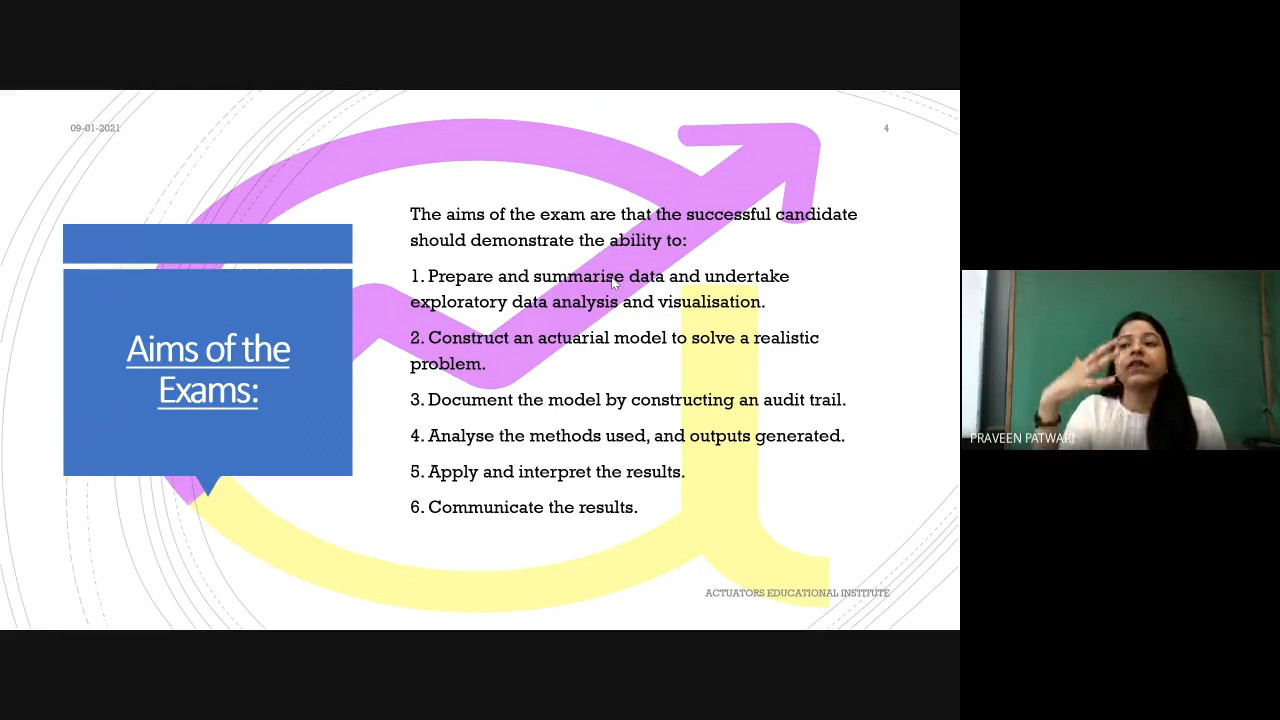 09-01-2021
4
Aims of the
Exams:
The aims of the exam are that the successful candidate
should demonstrate the ability to:
1. Prepare and summarise data and undertake
exploratory data analysis and visualisation.
2. Construct an actuarial model to solve a realistic
problem.
3. Document the model by constructing an audit trail.
4. Analyse the methods used, and outputs generated.
5. Apply and interpret the results.
6. Communicate the results.
ACTUATORS EDUCATIONAL INSTITUTE
PRAVEEN PATWARI